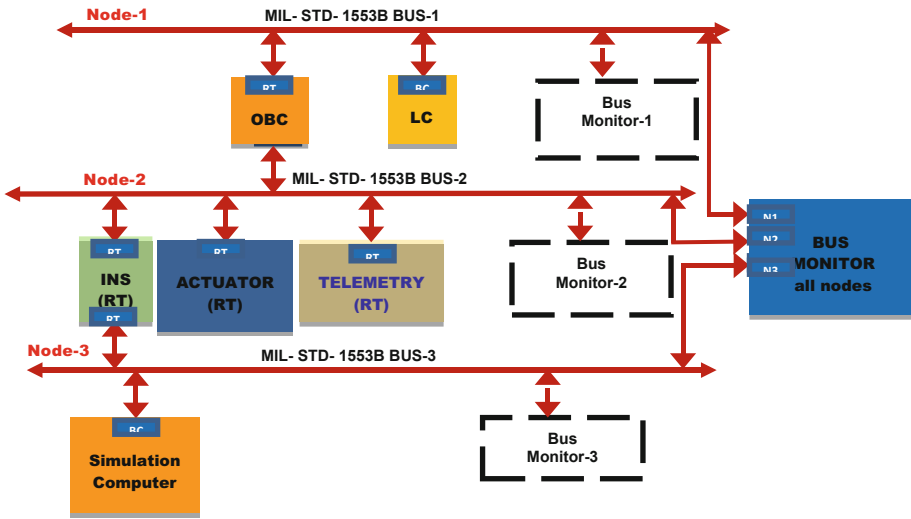 Node-1
MIL- STD- 1553B BUS-1
RT
BC
OBC
LC
Bus
Monitor-1
Node-2
MIL- STD- 1553B BUS-2
N1
N2
N3
BUS
MONITOR
all nodes
RT
RT
RT
INS
(RT)
RT
ACTUATOR
(RT)
TELEMETRY
(RT)
Bus
Monitor-2
Node-3
MIL- STD- 1553B BUS-3
BC
Simulation
Computer
Bus
Monitor-3